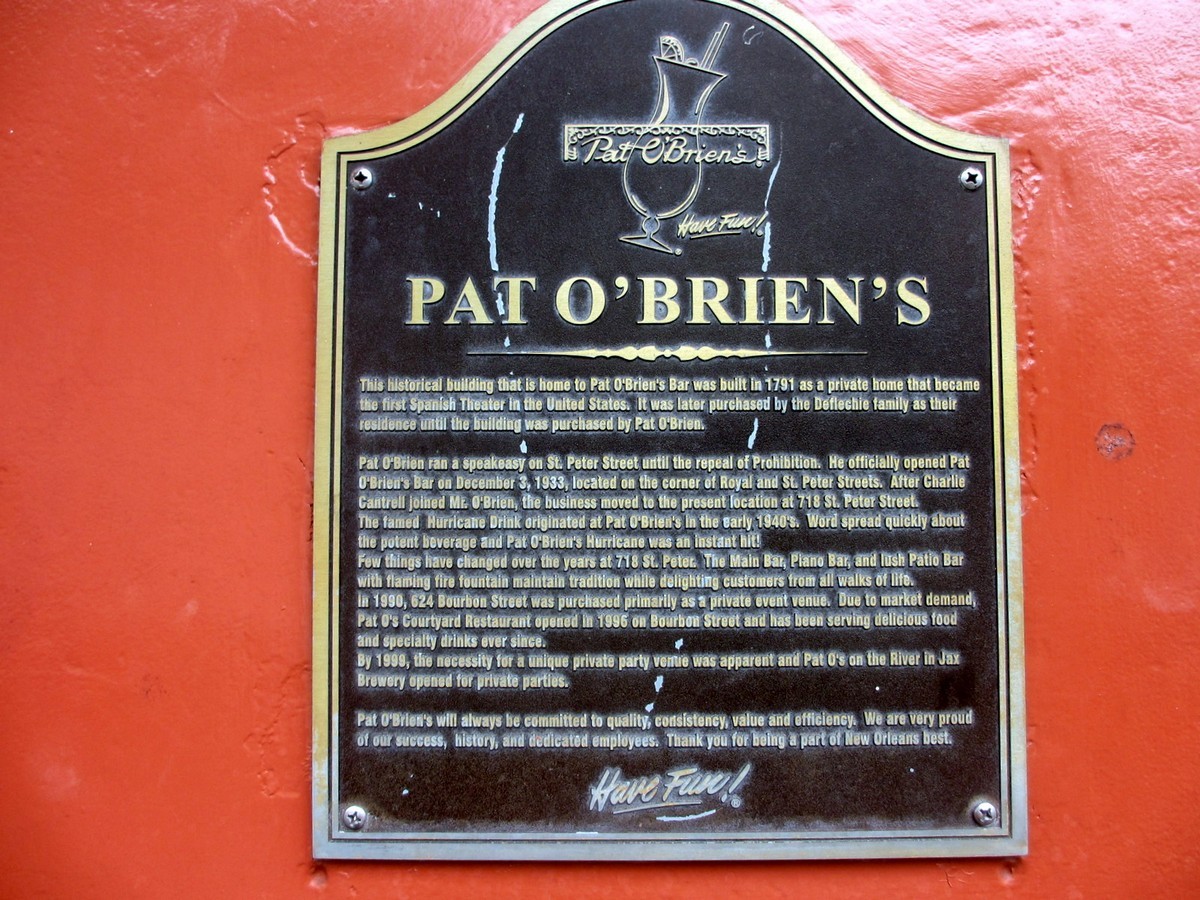 Pat O'Brien's
Have Fun!
PAT O'BRIEN'S
This historical building that is home to Pat O'Brien's Bar was built in 1791 as a private home that became
the first Spanish Theater in the United States. It was later purchased by the Deflechie family as their
residence until the building was purchased by Pat O'Brien.
Pat O'Brien ran a speakeasy on St. Peter Street until the repeal of Prohibition. He officially opened Pat
O'Brien's Bar on December 3, 1933, located on the corner of Royal and St. Peter Streets. After Charlie
Cantrell joined Mr. O'Brien, the business moved to the present location at 718 St. Peter Street.
The famed Hurricane Drink originated at Pat O'Brien's in the early 1940's. Word spread quickly about
the potent beverage and Pat O'Brien's Hurricane was an instant hit!
Few things have changed over the years at 718 St. Peter. The Main Bar, Piano Bar, and lush Patio Bar
with flaming fire fountain maintain tradition while delighting customers from all walks of life.
In 1990, 624 Bourbon Street was purchased primarily as a private event venue. Due to market demand,
Pat O's Courtyard Restaurant opened in 1996 on Bourbon Street and has been serving delicious food
and specialty drinks ever since.
By 1999, the necessity for a unique private party venue was apparent and Pat O's on the River in Jax
Brewery opened for private parties.
Pat O'Brien's will always be committed to quality, consistency, value and efficiency. We are very proud
of our success, history, and dedicated employees. Thank you for being a part of New Orleans best.
Have Fun!